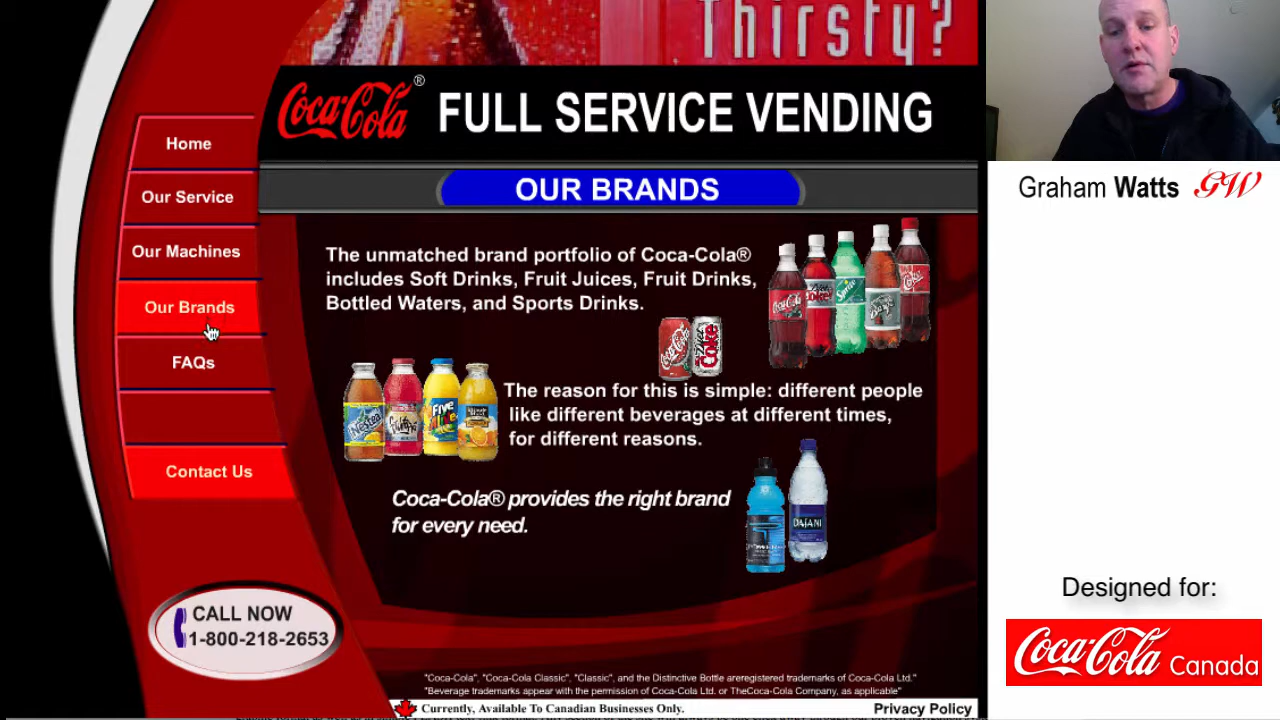 Thirsty?
Coca-Cola® FULL SERVICE VENDING
OUR BRANDS
Home
Our Service
Our Machines
Our Brands
FAQs
Contact Us
CALL NOW
1-800-218-2653
The unmatched brand portfolio of Coca-Cola®
includes Soft Drinks, Fruit Juices, Fruit Drinks,
Bottled Waters, and Sports Drinks.
Coke
Sprite
The reason for this is simple: different people
like different beverages at different times,
for different reasons.
Nestea
Five
Alive
Coca-Cola® provides the right brand
for every need.
DASANI
"Coca-Cola", "Coca-Cola Classic", "Classic", and the Distinctive Bottle areregistered trademarks of Coca-Cola Ltd."
"Beverage trademarks appear with the permission of Coca-Cola Ltd. or TheCoca-Cola Company, as applicable"
Currently, Available To Canadian Businesses Only.
Privacy Policy
Graham Watts GW
Designed for:
Coca-Cola Canada